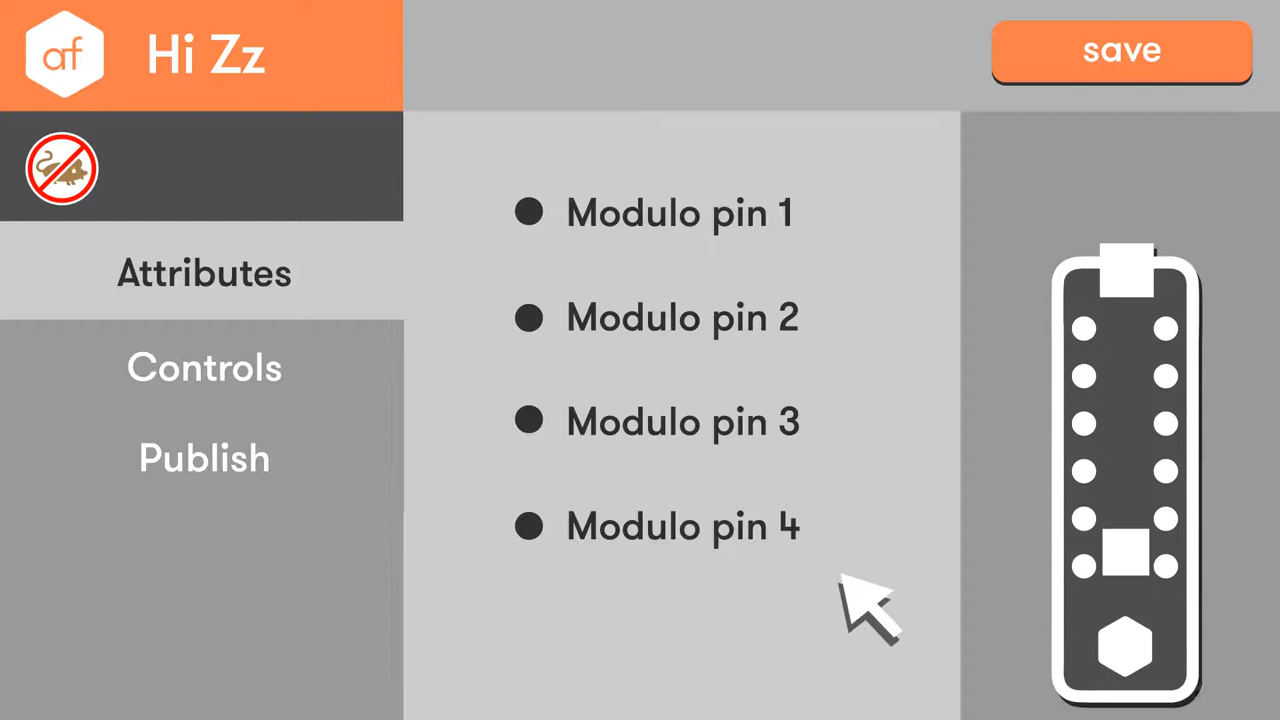 af
Hi Zz
save
Attributes
Controls
Publish
Modulo pin 1
Modulo pin 2
Modulo pin 3
Modulo pin 4